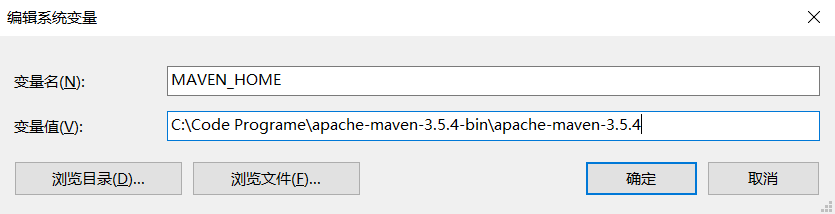 编辑系统变量
变量名(N):
MAVEN_HOME
变量值(V):
C:\Code Programe\apache-maven-3.5.4-bin\apache-maven-3.5.4
浏览目录(D)...
浏览文件(F)...
确定
取消